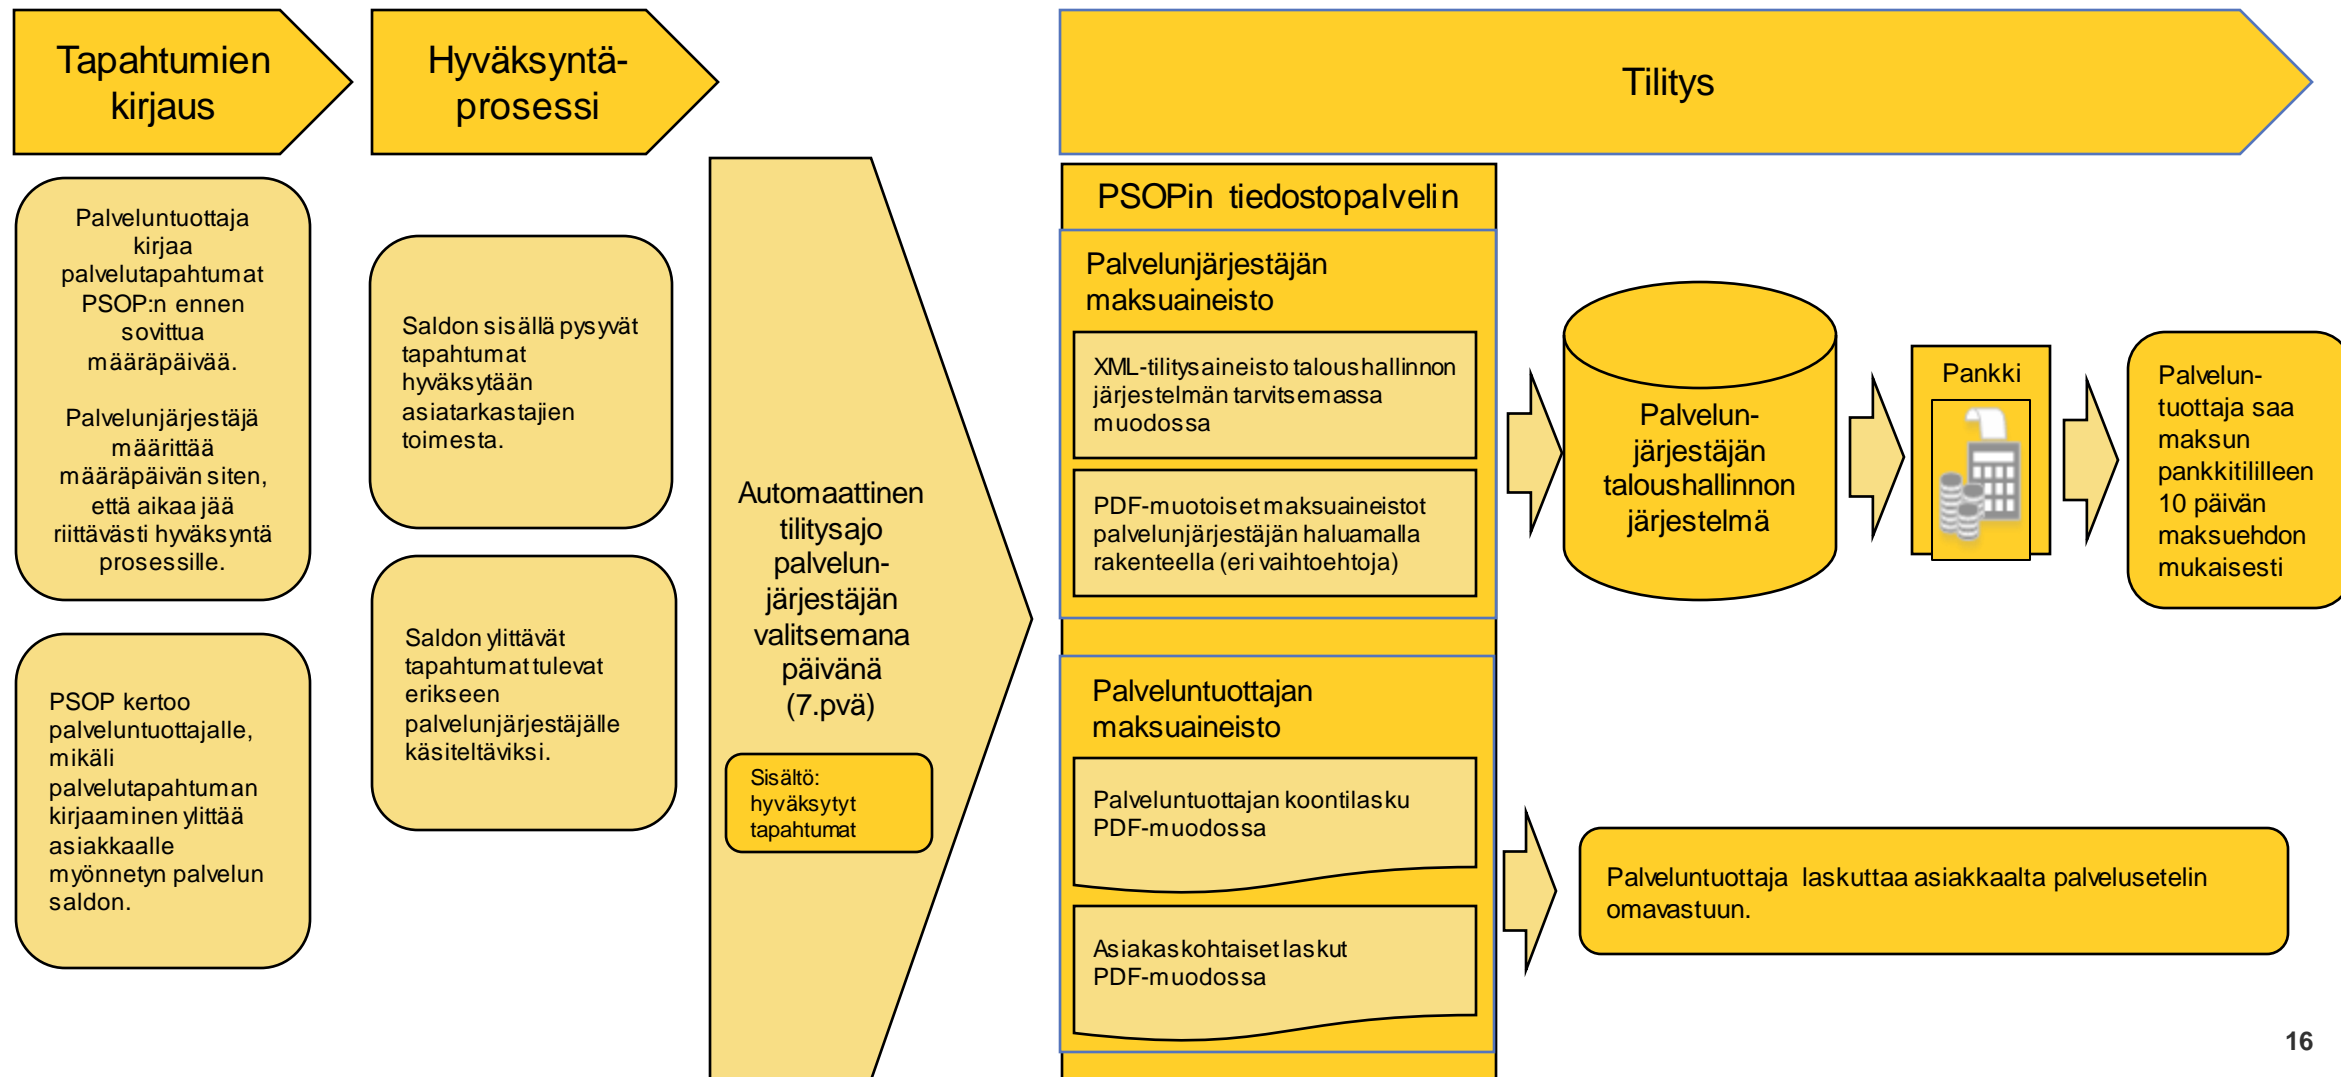 Tapahtumien
kirjaus
Hyväksyntä-
prosessi
Tilitys
Palveluntuottaja
kirjaa
palvelutapahtumat
PSOP:n ennen
sovittua
määräpäivää.
Palvelunjärjestäjä
määrittää
määräpäivän siten,
että aikaa jää
riittävästi hyväksyntä
prosessille.
PSOP kertoo
palveluntuottajalle,
mikäli
palvelutapahtuman
kirjaaminen ylittää
asiakkaalle
myönnetyn palvelun
saldon.
Saldon sisällä pysyvät
tapahtumat
hyväksytään
asiatarkastajien
toimesta.
Saldon ylittävät
tapahtumat tulevat
erikseen
palvelunjärjestäjälle
käsiteltäviksi.
Automaattinen
tilitysajo
palvelun-
järjestäjän
valitsemana
päivänä
(7.pvä)
Sisältö:
hyväksytyt
tapahtumat
PSOPin tiedostopalvelin
Palvelunjärjestäjän
maksuaineisto
XML-tilitysaineisto taloushallinnon
järjestelmän tarvitsemassa
muodossa
PDF-muotoiset maksuaineistot
palvelunjärjestäjän haluamalla
rakenteella (eri vaihtoehtoja)
Palveluntuottajan
maksuaineisto
Palveluntuottajan koontilasku
PDF-muodossa
Asiakaskohtaiset laskut
PDF-muodossa
Palvelun-
järjestäjän
taloushallinnon
järjestelmä
Pankki
Palvelun-
tuottaja saa
maksun
pankkitililleen
10 päivän
maksuehdon
mukaisesti
Palveluntuottaja laskuttaa asiakkaalta palvelusetelin
omavastuun.
16